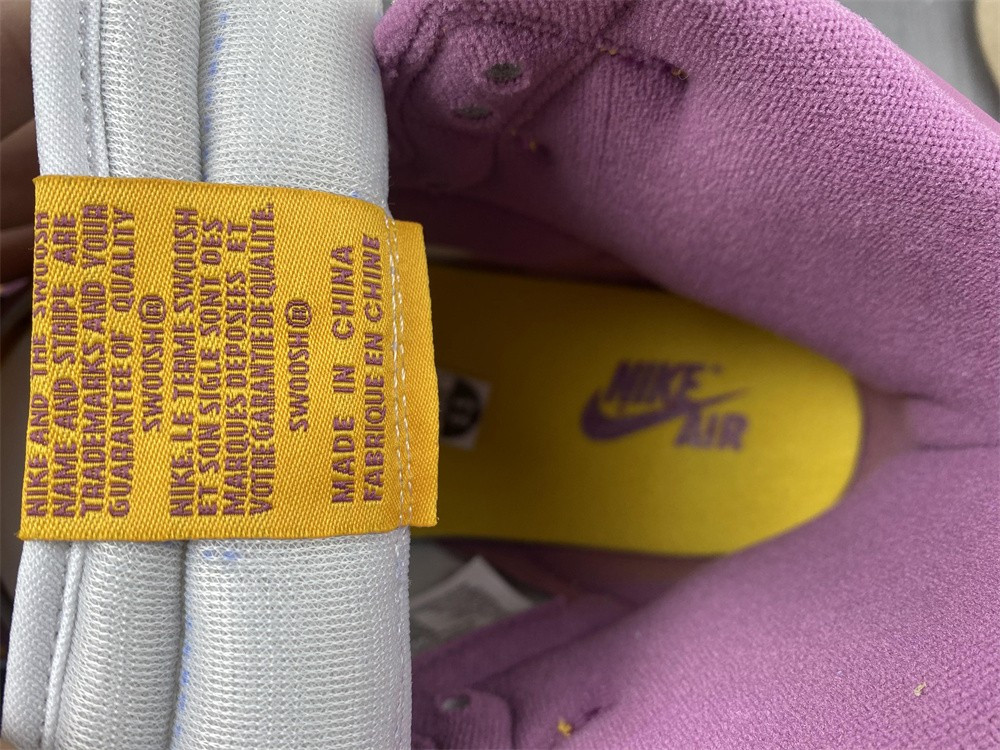 NIKE AND THE SWOOSH
NAME AND STRIPE ARE
TRADEMARKS AND YOUR
GUARANTEE OF QUALITY
SWOOSH®
NIKE.LE TERME SWOOSH
ET SON SIGLE SONT DES
MARQUES DEPOSEES ET
VOTRE GARANTIE DE QUALITE.
SWOOSH®
MADE IN CHINA
FABRIQUE EN CHINE
NIKE™
AIR